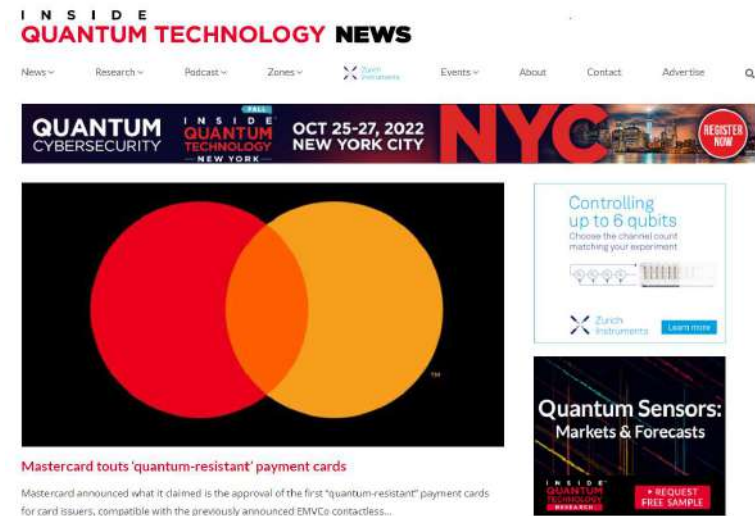 INSIDE
QUANTUM TECHNOLOGY NEWS
News
Research
Podcast
Zones
Zurich
Instruments
Events
About
Contact
Advertise
QUANTUM
CYBERSECURITY
FALL
INSIDE
QUANTUM
TECHNOLOGY
NEW YORK
OCT 25-27, 2022
NEW YORK CITY
NYC
REGISTER
NOW
Controlling
up to 6 qubits
Choose the channel count
matching your experiment
Zurich
Instruments
Learn more
TM
Quantum Sensors:
Markets & Forecasts
INSIDE
QUANTUM
TECHNOLOGY
RESEARCH
REQUEST
FREE SAMPLE
Mastercard touts 'quantum-resistant' payment cards
Mastercard announced what it claimed is the approval of the first "quantum-resistant" payment cards
for card issuers, compatible with the previously announced EMVCo contactless...